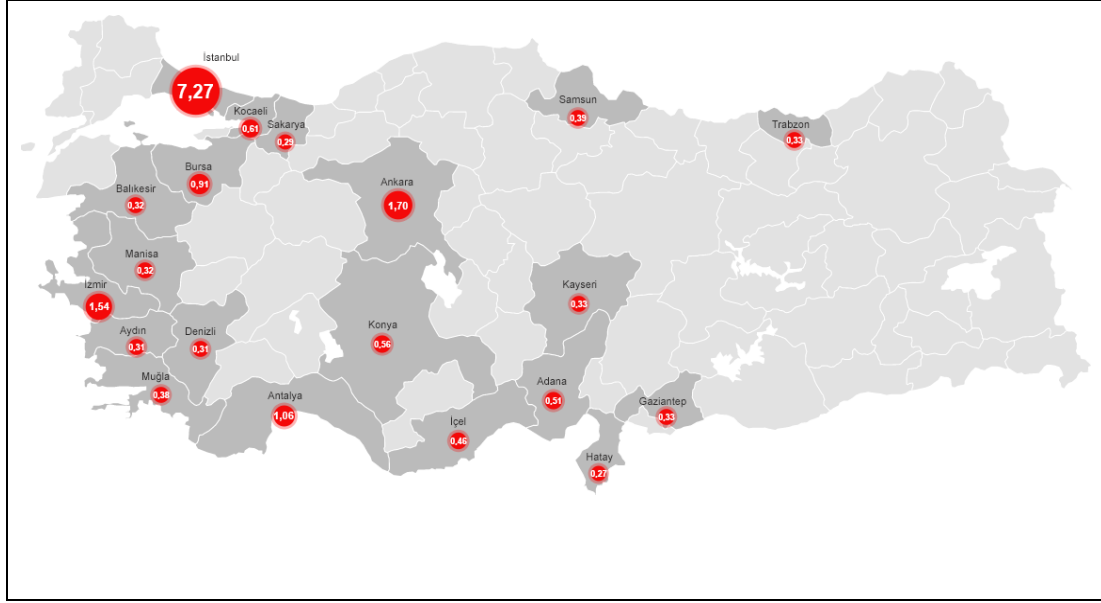 İstanbul
7,27
Kocaeli
0,61
Sakarya
0,29
Samsun
0,39
Trabzon
0,33
Bursa
0,91
Balıkesir
0,32
Ankara
1,70
Manisa
0,32
İzmir
1,54
Kayseri
0,33
Aydın
0,31
Denizli
0,31
Konya
0,56
Muğla
0,38
Antalya
1,06
Adana
0,51
Gaziantep
0,33
İçel
0,46
Hatay
0,27